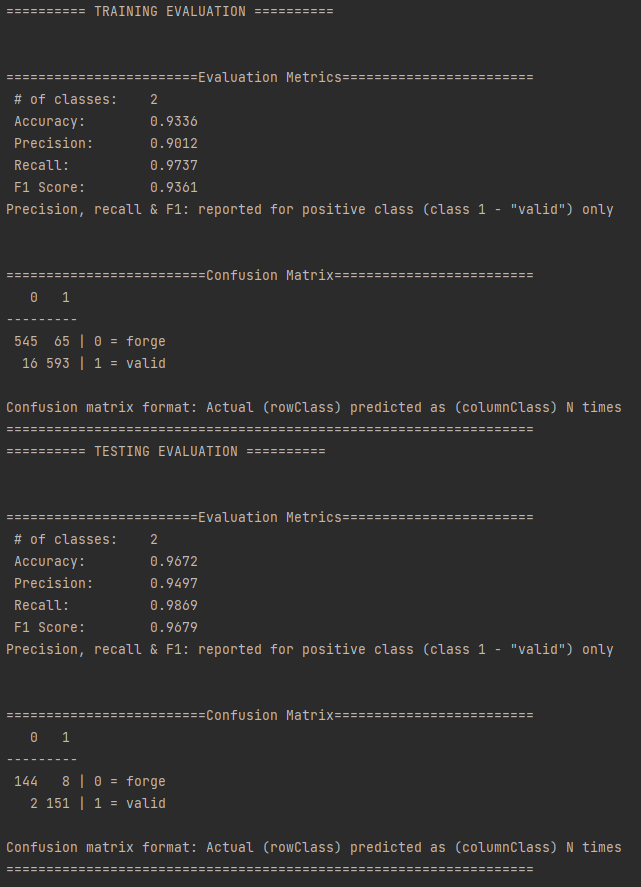 ========== TRAINING EVALUATION ==========
========================Evaluation Metrics========================
# of classes:    2
Accuracy:        0.9336
Precision:       0.9012
Recall:          0.9737
F1 Score:        0.9361
Precision, recall & F1: reported for positive class (class 1 - "valid") only
=========================Confusion Matrix=========================
   0   1
---------
 545  65 | 0 = forge
  16 593 | 1 = valid
Confusion matrix format: Actual (rowClass) predicted as (columnClass) N times
==================================================================
========== TESTING EVALUATION ==========
========================Evaluation Metrics========================
# of classes:    2
Accuracy:        0.9672
Precision:       0.9497
Recall:          0.9869
F1 Score:        0.9679
Precision, recall & F1: reported for positive class (class 1 - "valid") only
=========================Confusion Matrix=========================
   0   1
---------
 144   8 | 0 = forge
   2 151 | 1 = valid
Confusion matrix format: Actual (rowClass) predicted as (columnClass) N times
==================================================================